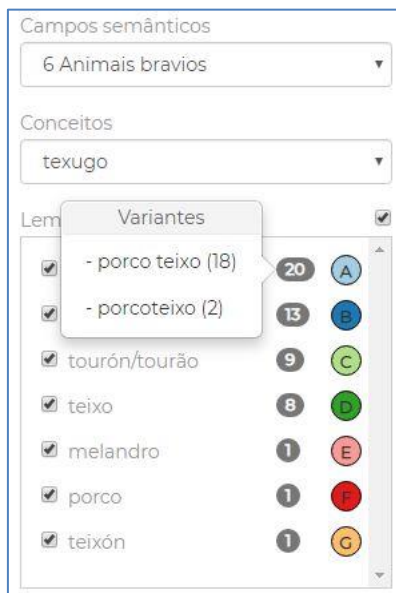 Campos semânticos
6 Animais bravios
Conceitos
texugo
Lem
Variantes
- porco teixo (18)
- porcoteixo (2)
20 A
13 B
tourón/tourão 9 C
teixo 8 D
melandro 1 E
porco 1 F
teixón 1 G